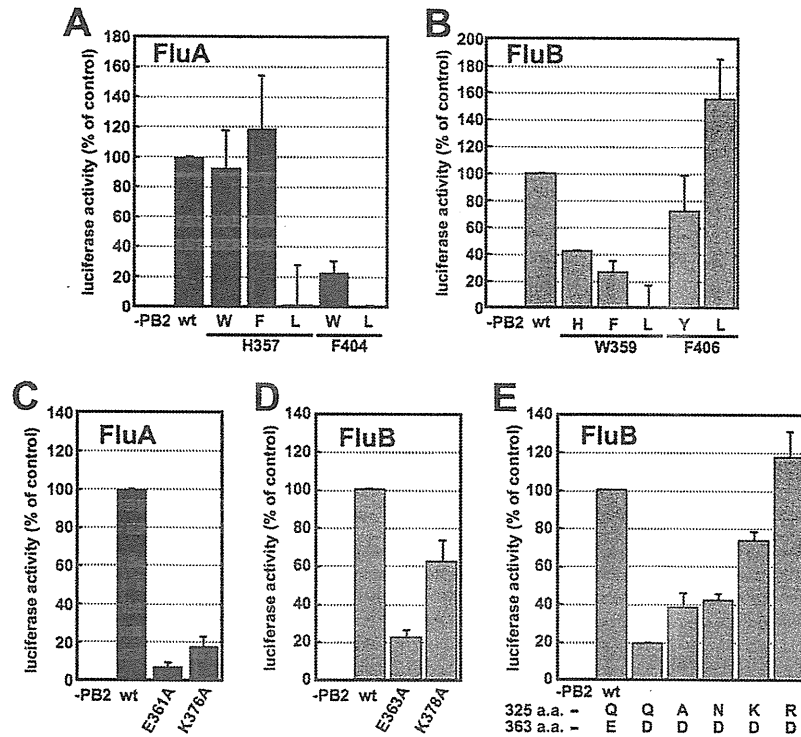 A
FluA
luciferase activity (% of control)
180
160
140
120
100
80
60
40
20
0
-PB2 wt W F L W L
H357 F404
B
FluB
luciferase activity (% of control)
200
180
160
140
120
100
80
60
40
20
0
-PB2 wt H F L Y L
W359 F406
C
FluA
luciferase activity (% of control)
140
120
100
80
60
40
20
0
-PB2 wt E361A K376A
D
FluB
luciferase activity (% of control)
140
120
100
80
60
40
20
0
-PB2 wt E363A K378A
E
FluB
luciferase activity (% of control)
140
120
100
80
60
40
20
0
-PB2 wt
325 a.a. - Q Q A N K R
363 a.a. - E D D D D D